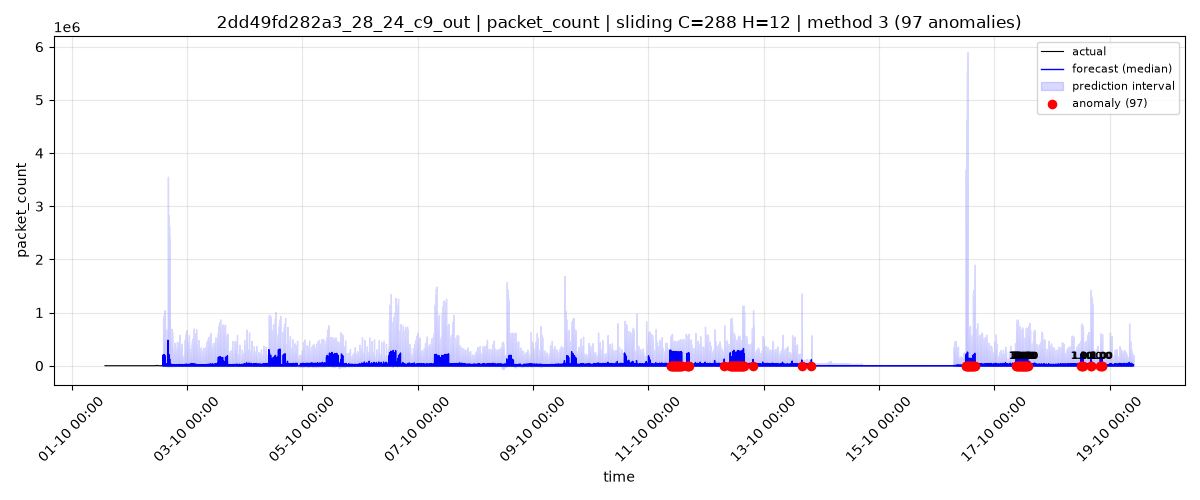 2dd49fd282a3_28_24_c9_out | packet_count | sliding C=288 H=12 | method 3 (97 anomalies)
1e6
6
5
4
3
2
1
0
packet_count
actual
forecast (median)
prediction interval
anomaly (97)
01-10 00:00
03-10 00:00
05-10 00:00
07-10 00:00
09-10 00:00
11-10 00:00
13-10 00:00
15-10 00:00
17-10 00:00
19-10 00:00
time